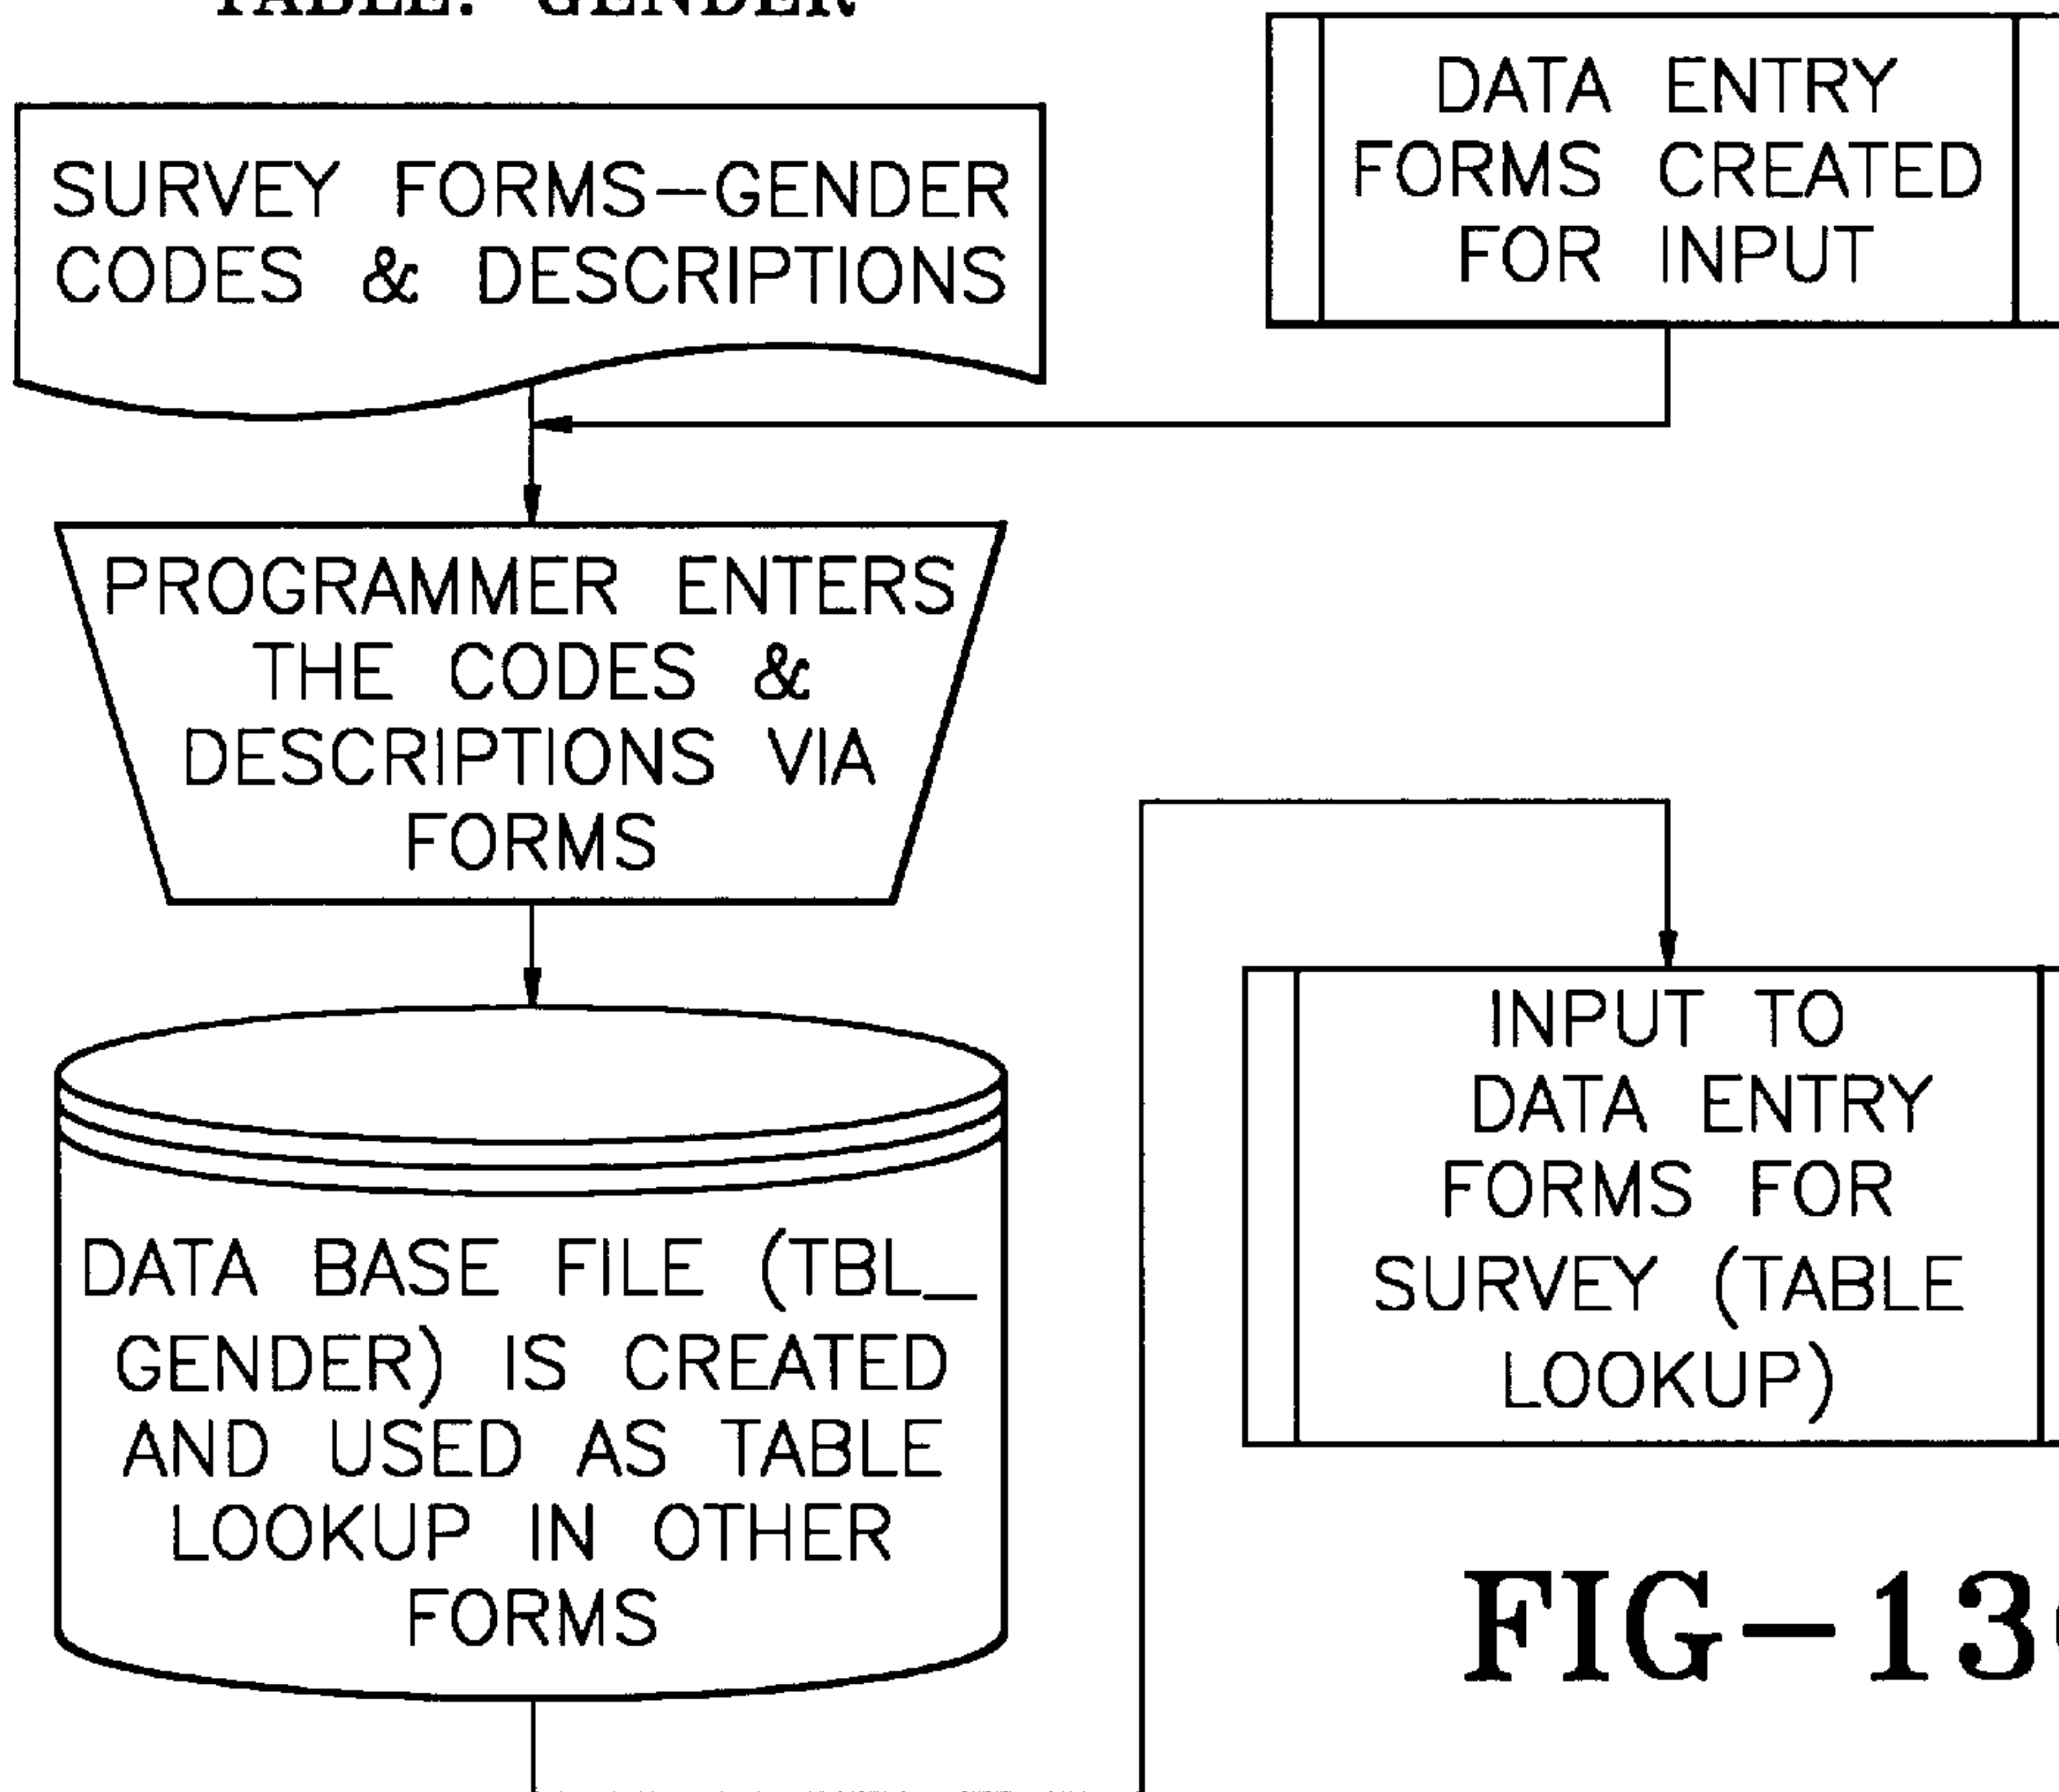 TABLE: GENDER
SURVEY FORMS-GENDER
CODES & DESCRIPTIONS
DATA ENTRY
FORMS CREATED
FOR INPUT
PROGRAMMER ENTERS
THE CODES &
DESCRIPTIONS VIA
FORMS
DATA BASE FILE (TBL_
GENDER) IS CREATED
AND USED AS TABLE
LOOKUP IN OTHER
FORMS
INPUT TO
DATA ENTRY
FORMS FOR
SURVEY (TABLE
LOOKUP)
FIG-13